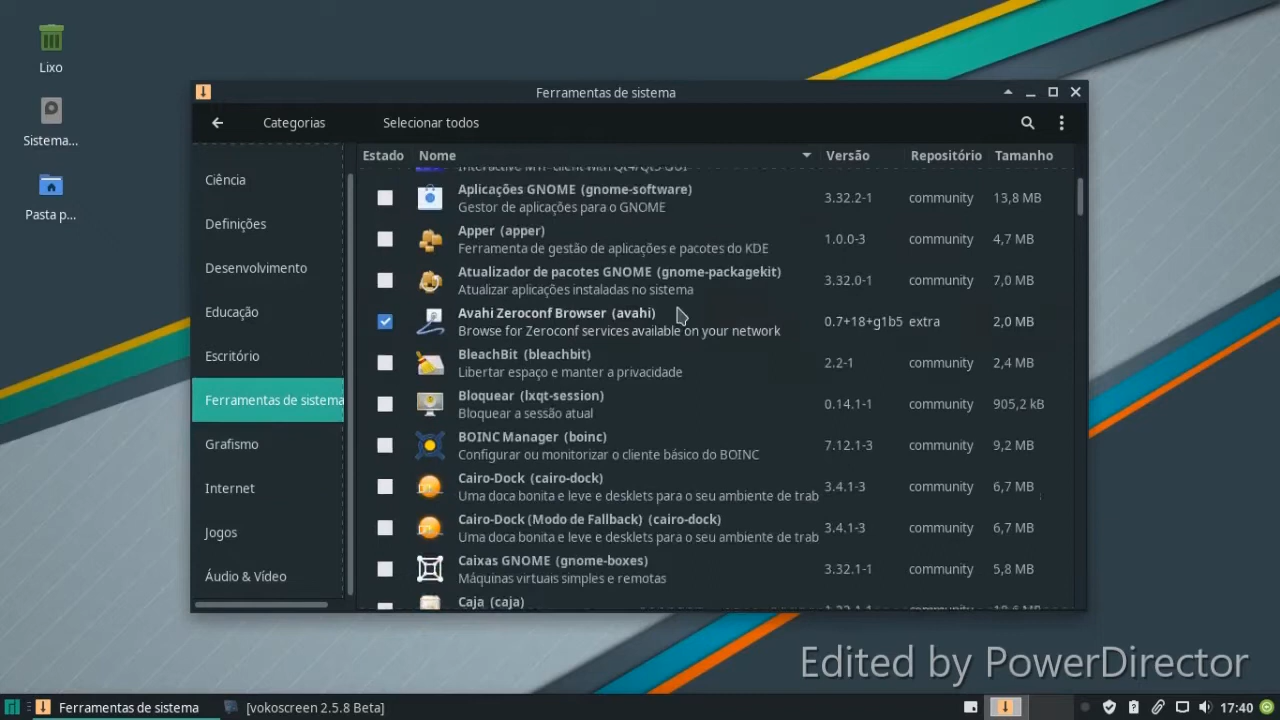 Lixo
Sistema...
Pasta p...
Ferramentas de sistema
Categorias
Selecionar todos
Estado
Nome
Versão
Repositório
Tamanho
Ciência
Definições
Desenvolvimento
Educação
Escritório
Ferramentas de sistema
Grafismo
Internet
Jogos
Áudio & Vídeo
Interactive MTP client with Qt4/Qt5 GUI
Aplicações GNOME (gnome-software)
Gestor de aplicações para o GNOME
3.32.2-1 community 13,8 MB
Apper (apper)
Ferramenta de gestão de aplicações e pacotes do KDE
1.0.0-3 community 4,7 MB
Atualizador de pacotes GNOME (gnome-packagekit)
Atualizar aplicações instaladas no sistema
3.32.0-1 community 7,0 MB
Avahi Zeroconf Browser (avahi)
Browse for Zeroconf services available on your network
0.7+18+g1b5 extra 2,0 MB
BleachBit (bleachbit)
Libertar espaço e manter a privacidade
2.2-1 community 2,4 MB
Bloquear (lxqt-session)
Bloquear a sessão atual
0.14.1-1 community 905,2 kB
BOINC Manager (boinc)
Configurar ou monitorizar o cliente básico do BOINC
7.12.1-3 community 9,2 MB
Cairo-Dock (cairo-dock)
Uma doca bonita e leve e desklets para o seu ambiente de trab
3.4.1-3 community 6,7 MB
Cairo-Dock (Modo de Fallback) (cairo-dock)
Uma doca bonita e leve e desklets para o seu ambiente de trab
3.4.1-3 community 6,7 MB
Caixas GNOME (gnome-boxes)
Máquinas virtuais simples e remotas
3.32.1-1 community 5,8 MB
Caja (caja)
Edited by PowerDirector
Ferramentas de sistema
[vokoscreen 2.5.8 Beta]
17:40